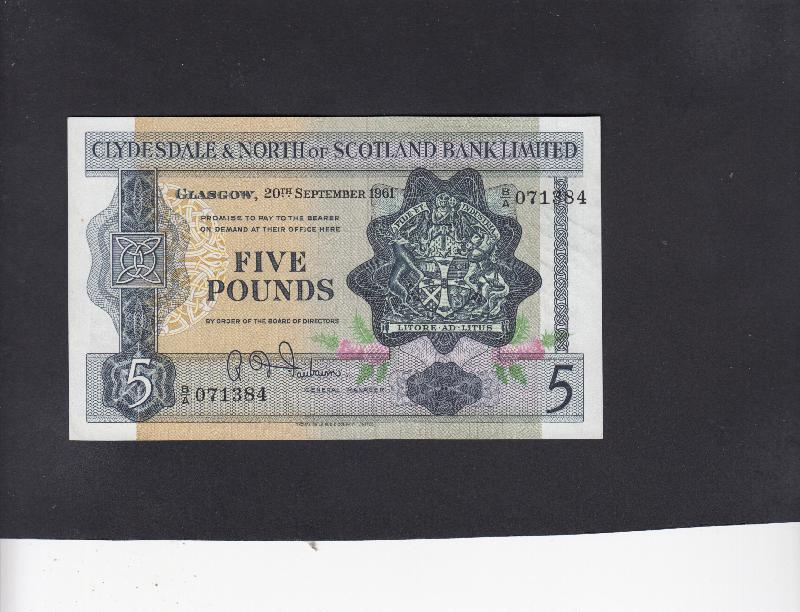 CLYDESDALE & NORTH OF SCOTLAND BANK LIMITED
GLASGOW, 20TH SEPTEMBER 1961
B/A 071384
PROMISE TO PAY TO THE BEARER
ON DEMAND AT THEIR OFFICE HERE
FIVE
POUNDS
BY ORDER OF THE BOARD OF DIRECTORS
LITORE·AD·LITUS
5
B/A 071384
GENERAL MANAGER
5